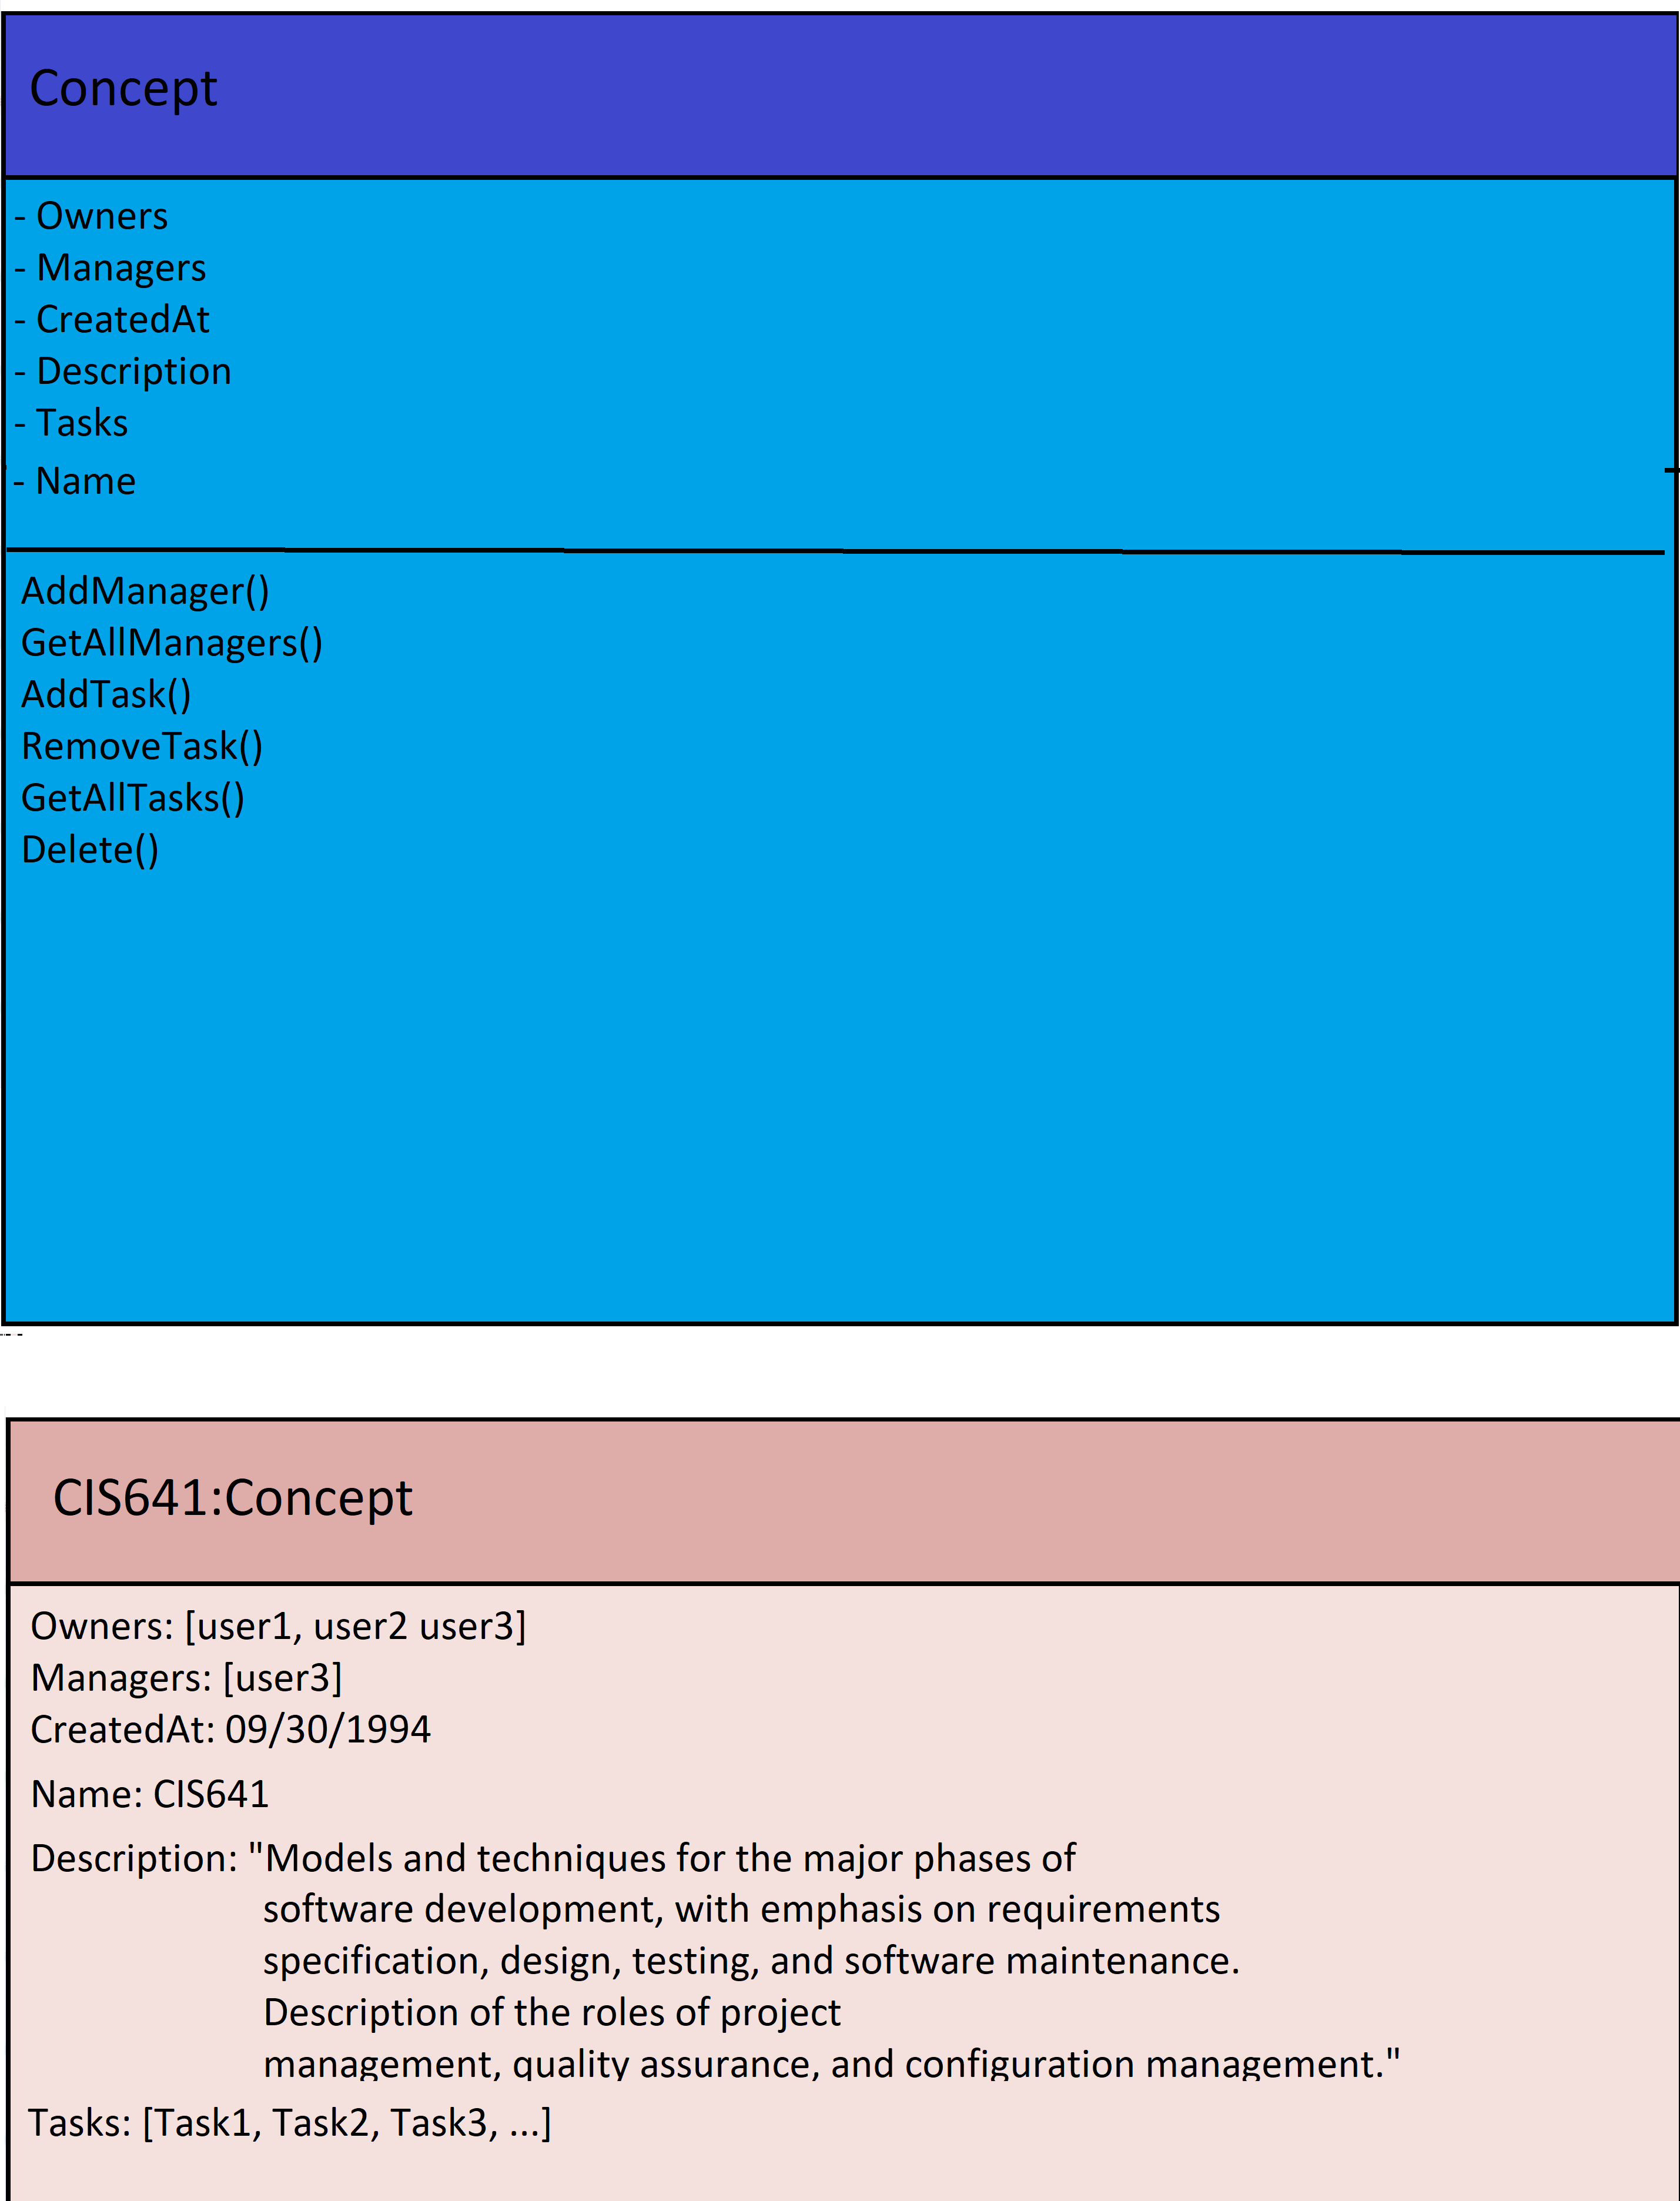 Concept
- Owners
- Managers
- CreatedAt
- Description
- Tasks
- Name
AddManager()
GetAllManagers()
AddTask()
RemoveTask()
GetAllTasks()
Delete()
CIS641:Concept
Owners: [user1, user2 user3]
Managers: [user3]
CreatedAt: 09/30/1994
Name: CIS641
Description: "Models and techniques for the major phases of
software development, with emphasis on requirements
specification, design, testing, and software maintenance.
Description of the roles of project
management, quality assurance, and configuration management."
Tasks: [Task1, Task2, Task3, ...]